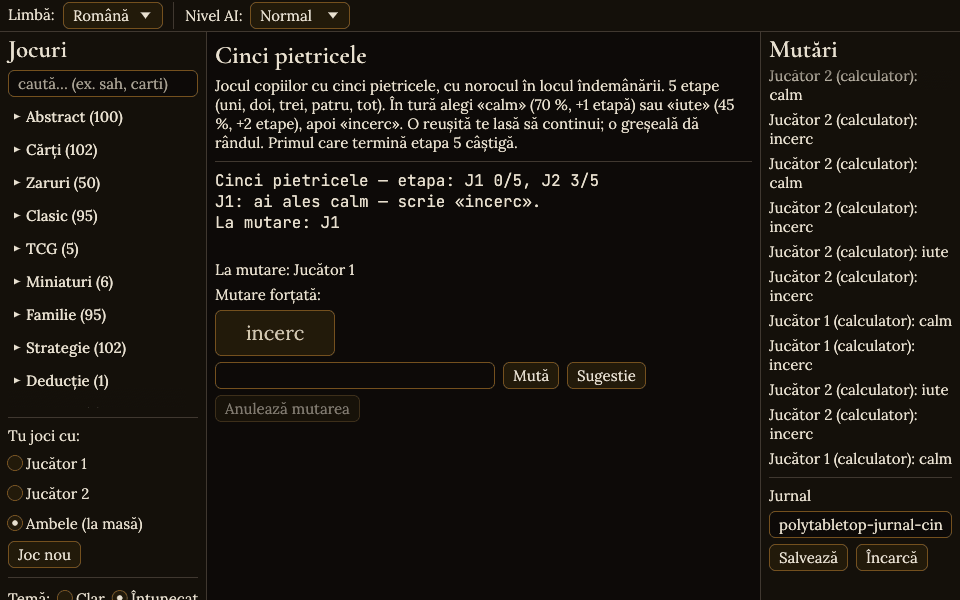 Limbă: Română ▼ Nivel AI: Normal ▼
Jocuri
caută... (ex. sah, carti)
▸ Abstract (100)
▸ Cărți (102)
▸ Zaruri (50)
▸ Clasic (95)
▸ TCG (5)
▸ Miniaturi (6)
▸ Familie (95)
▸ Strategie (102)
▸ Deducție (1)
Tu joci cu:
Jucător 1
Jucător 2
Ambele (la masă)
Joc nou
Temă: Clar Întunecat
Cinci pietricele
Jocul copiilor cu cinci pietricele, cu norocul în locul îndemânării. 5 etape
(uni, doi, trei, patru, tot). În tură alegi «calm» (70 %, +1 etapă) sau «iute» (45
%, +2 etape), apoi «incerc». O reușită te lasă să continui; o greșeală dă
rândul. Primul care termină etapa 5 câștigă.
Cinci pietricele — etapa: J1 0/5, J2 3/5
J1: ai ales calm — scrie «incerc».
La mutare: J1
La mutare: Jucător 1
Mutare forțată:
incerc
Mută Sugestie
Anulează mutarea
Mutări
Jucător 2 (calculator):
calm
Jucător 2 (calculator):
incerc
Jucător 2 (calculator):
calm
Jucător 2 (calculator):
incerc
Jucător 2 (calculator): iute
Jucător 2 (calculator):
incerc
Jucător 1 (calculator): calm
Jucător 1 (calculator):
incerc
Jucător 2 (calculator): iute
Jucător 2 (calculator):
incerc
Jucător 1 (calculator): calm
Jurnal
polytabletop-jurnal-cin
Salvează Încarcă